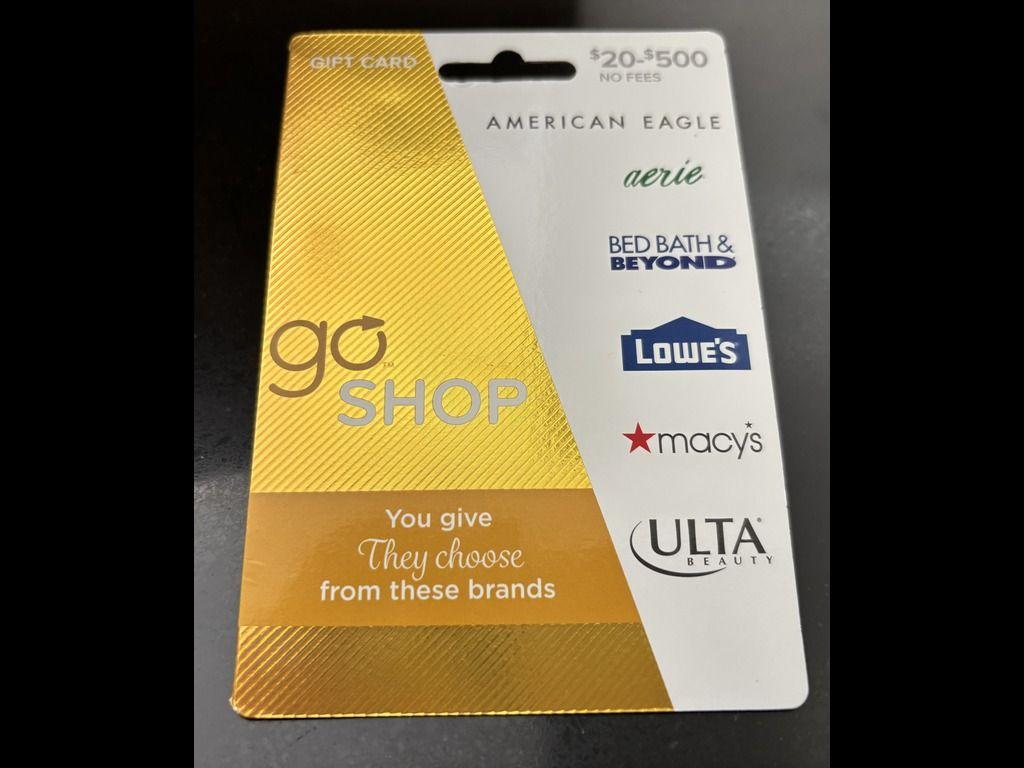 GIFT CARD
$20-$500
NO FEES
AMERICAN EAGLE
aerie
BED BATH &
BEYOND
LOWE'S
macy's
ULTA®
BEAUTY
go™
SHOP
You give
They choose
from these brands